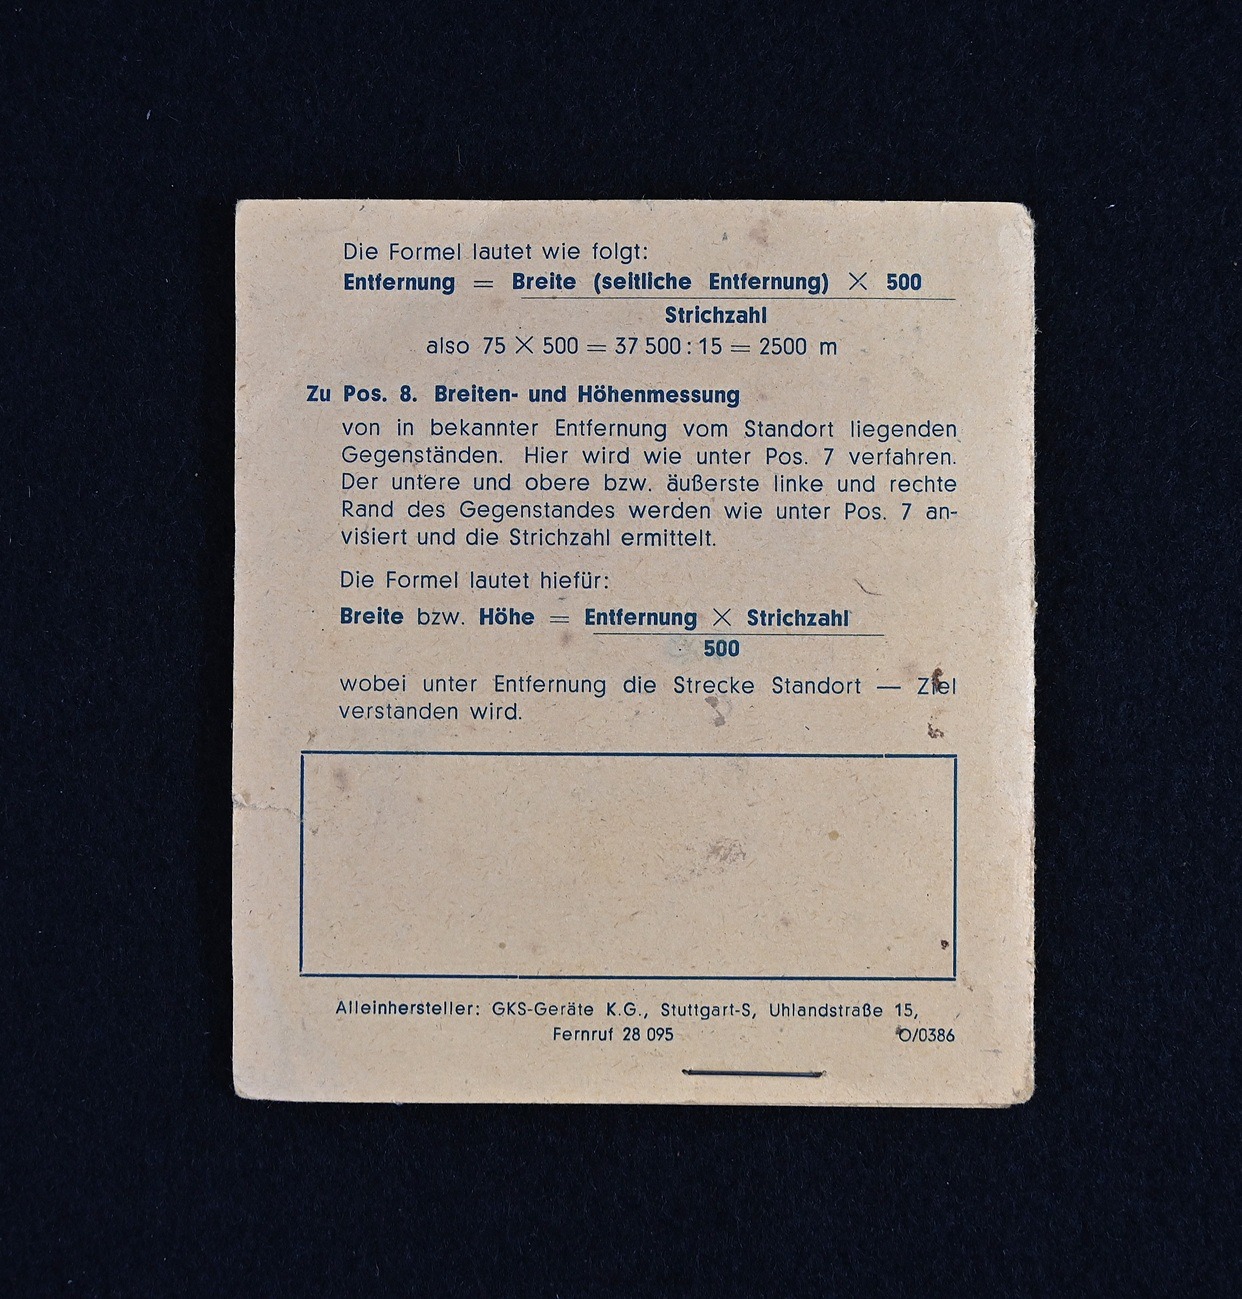 Die Formel lautet wie folgt:
Entfernung = Breite (seitliche Entfernung) × 500
Strichzahl
also 75 × 500 = 37 500 : 15 = 2500 m
Zu Pos. 8. Breiten- und Höhenmessung
von in bekannter Entfernung vom Standort liegenden
Gegenständen. Hier wird wie unter Pos. 7 verfahren.
Der untere und obere bzw. äußerste linke und rechte
Rand des Gegenstandes werden wie unter Pos. 7 an-
visiert und die Strichzahl ermittelt.
Die Formel lautet hiefür:
Breite bzw. Höhe = Entfernung × Strichzahl
500
wobei unter Entfernung die Strecke Standort — Ziel
verstanden wird.
Alleinhersteller: GKS-Geräte K.G., Stuttgart-S, Uhlandstraße 15,
Fernruf 28 095 O/0386